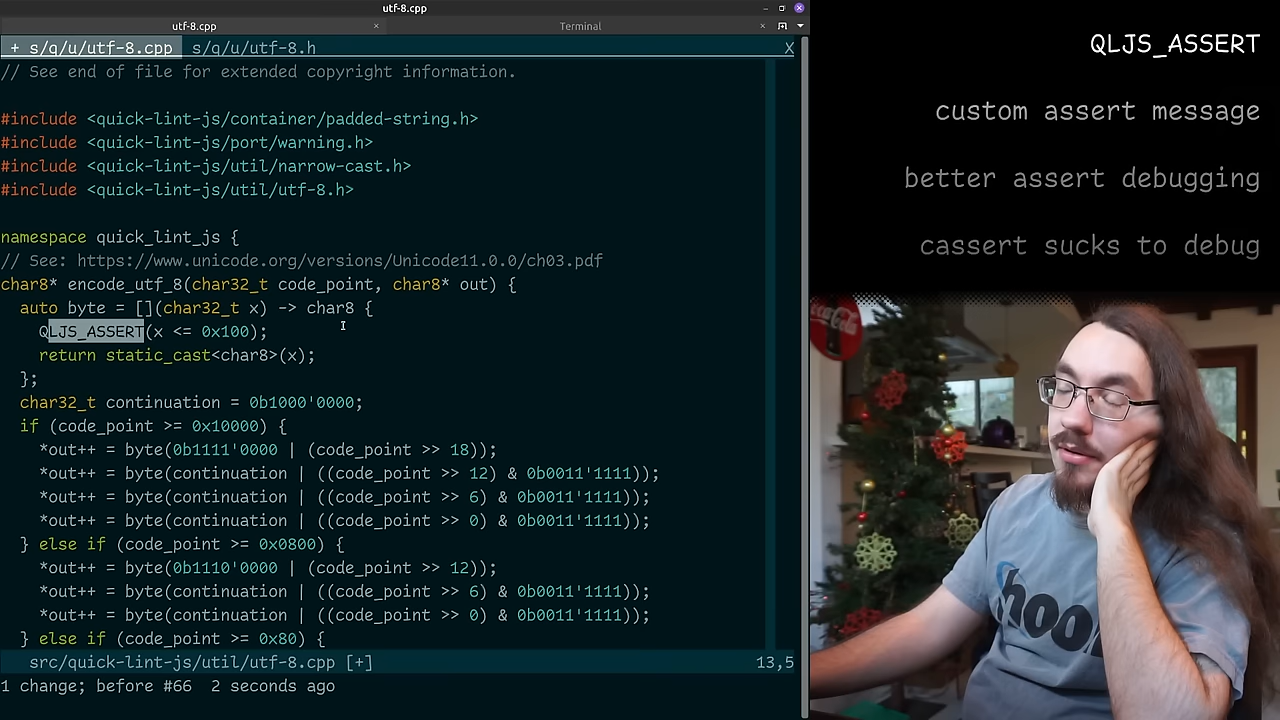 utf-8.cpp
utf-8.cpp × Terminal ×
+ s/q/u/utf-8.cpp s/q/u/utf-8.h X
// See end of file for extended copyright information.
#include <quick-lint-js/container/padded-string.h>
#include <quick-lint-js/port/warning.h>
#include <quick-lint-js/util/narrow-cast.h>
#include <quick-lint-js/util/utf-8.h>
namespace quick_lint_js {
// See: https://www.unicode.org/versions/Unicode11.0.0/ch03.pdf
char8* encode_utf_8(char32_t code_point, char8* out) {
auto byte = [](char32_t x) -> char8 {
QLJS_ASSERT(x <= 0x100);
return static_cast<char8>(x);
};
char32_t continuation = 0b1000'0000;
if (code_point >= 0x10000) {
*out++ = byte(0b1111'0000 | (code_point >> 18));
*out++ = byte(continuation | ((code_point >> 12) & 0b0011'1111));
*out++ = byte(continuation | ((code_point >> 6) & 0b0011'1111));
*out++ = byte(continuation | ((code_point >> 0) & 0b0011'1111));
} else if (code_point >= 0x0800) {
*out++ = byte(0b1110'0000 | (code_point >> 12));
*out++ = byte(continuation | ((code_point >> 6) & 0b0011'1111));
*out++ = byte(continuation | ((code_point >> 0) & 0b0011'1111));
} else if (code_point >= 0x80) {
src/quick-lint-js/util/utf-8.cpp [+] 13,5
1 change; before #66 2 seconds ago
QLJS_ASSERT
custom assert message
better assert debugging
cassert sucks to debug
Coca-Cola